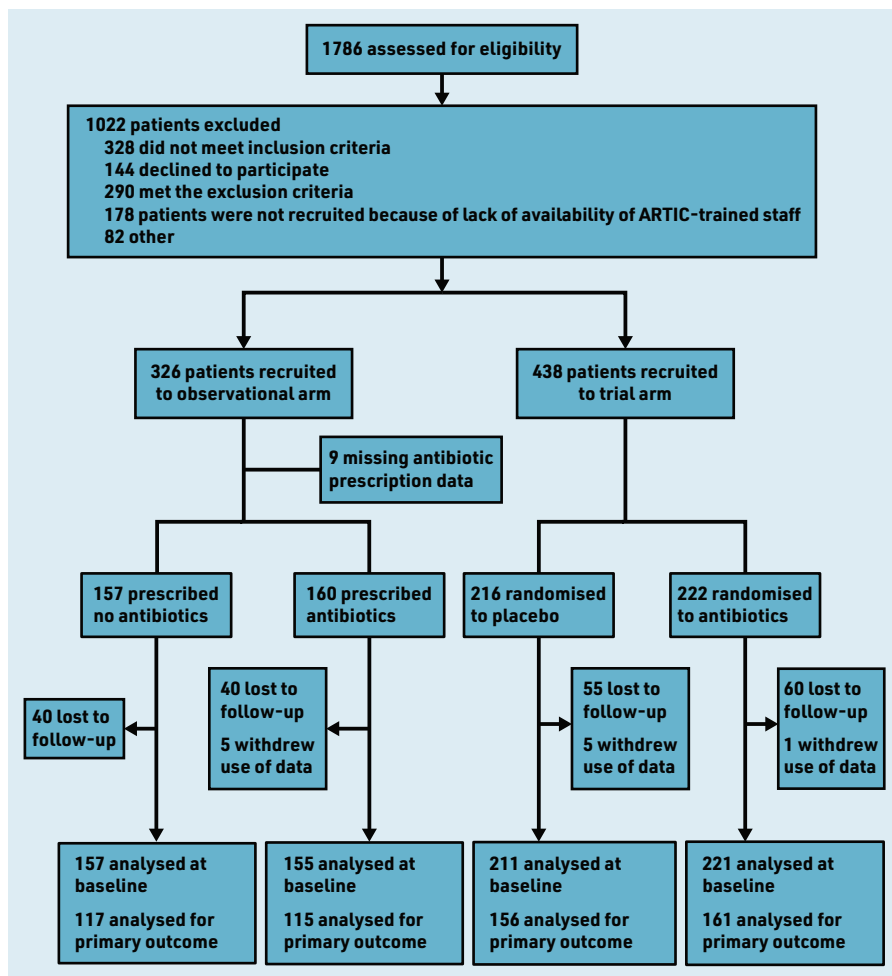 1786 assessed for eligibility
1022 patients excluded
328 did not meet inclusion criteria
144 declined to participate
290 met the exclusion criteria
178 patients were not recruited because of lack of availability of ARTIC-trained staff
82 other
326 patients recruited
to observational arm
438 patients recruited
to trial arm
9 missing antibiotic
prescription data
157 prescribed
no antibiotics
160 prescribed
antibiotics
216 randomised
to placebo
222 randomised
to antibiotics
40 lost to
follow-up
40 lost to
follow-up
5 withdrew
use of data
55 lost to
follow-up
5 withdrew
use of data
60 lost to
follow-up
1 withdrew
use of data
157 analysed at
baseline
117 analysed for
primary outcome
155 analysed at
baseline
115 analysed for
primary outcome
211 analysed at
baseline
156 analysed for
primary outcome
221 analysed at
baseline
161 analysed for
primary outcome